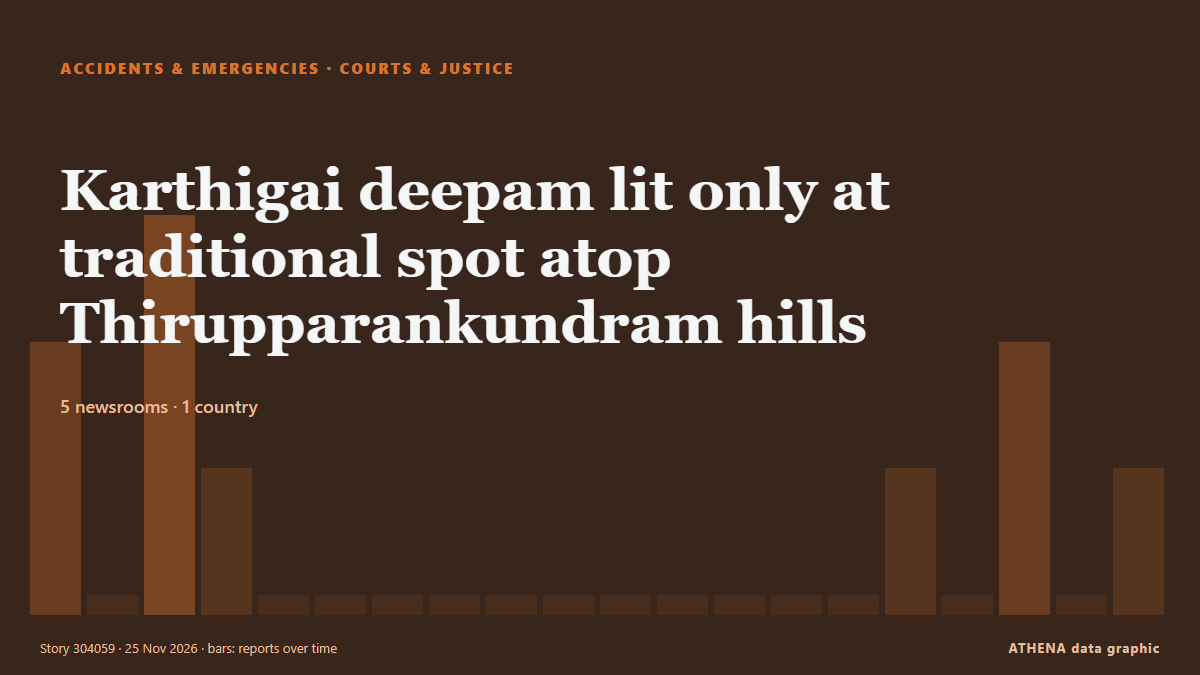 ACCIDENTS & EMERGENCIES · COURTS & JUSTICE
Karthigai deepam lit only at
traditional spot atop
Thirupparankundram hills
5 newsrooms · 1 country
Story 304059 · 25 Nov 2026 · bars: reports over time
ATHENA data graphic